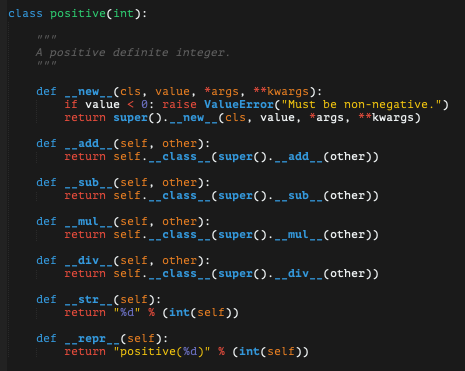 class positive(int):
"""
A positive definite integer.
"""
def __new__(cls, value, *args, **kwargs):
if value < 0: raise ValueError("Must be non-negative.")
return super().__new__(cls, value, *args, **kwargs)
def __add__(self, other):
return self.__class__(super().__add__(other))
def __sub__(self, other):
return self.__class__(super().__sub__(other))
def __mul__(self, other):
return self.__class__(super().__mul__(other))
def __div__(self, other):
return self.__class__(super().__div__(other))
def __str__(self):
return "%d" % (int(self))
def __repr__(self):
return "positive(%d)" % (int(self))